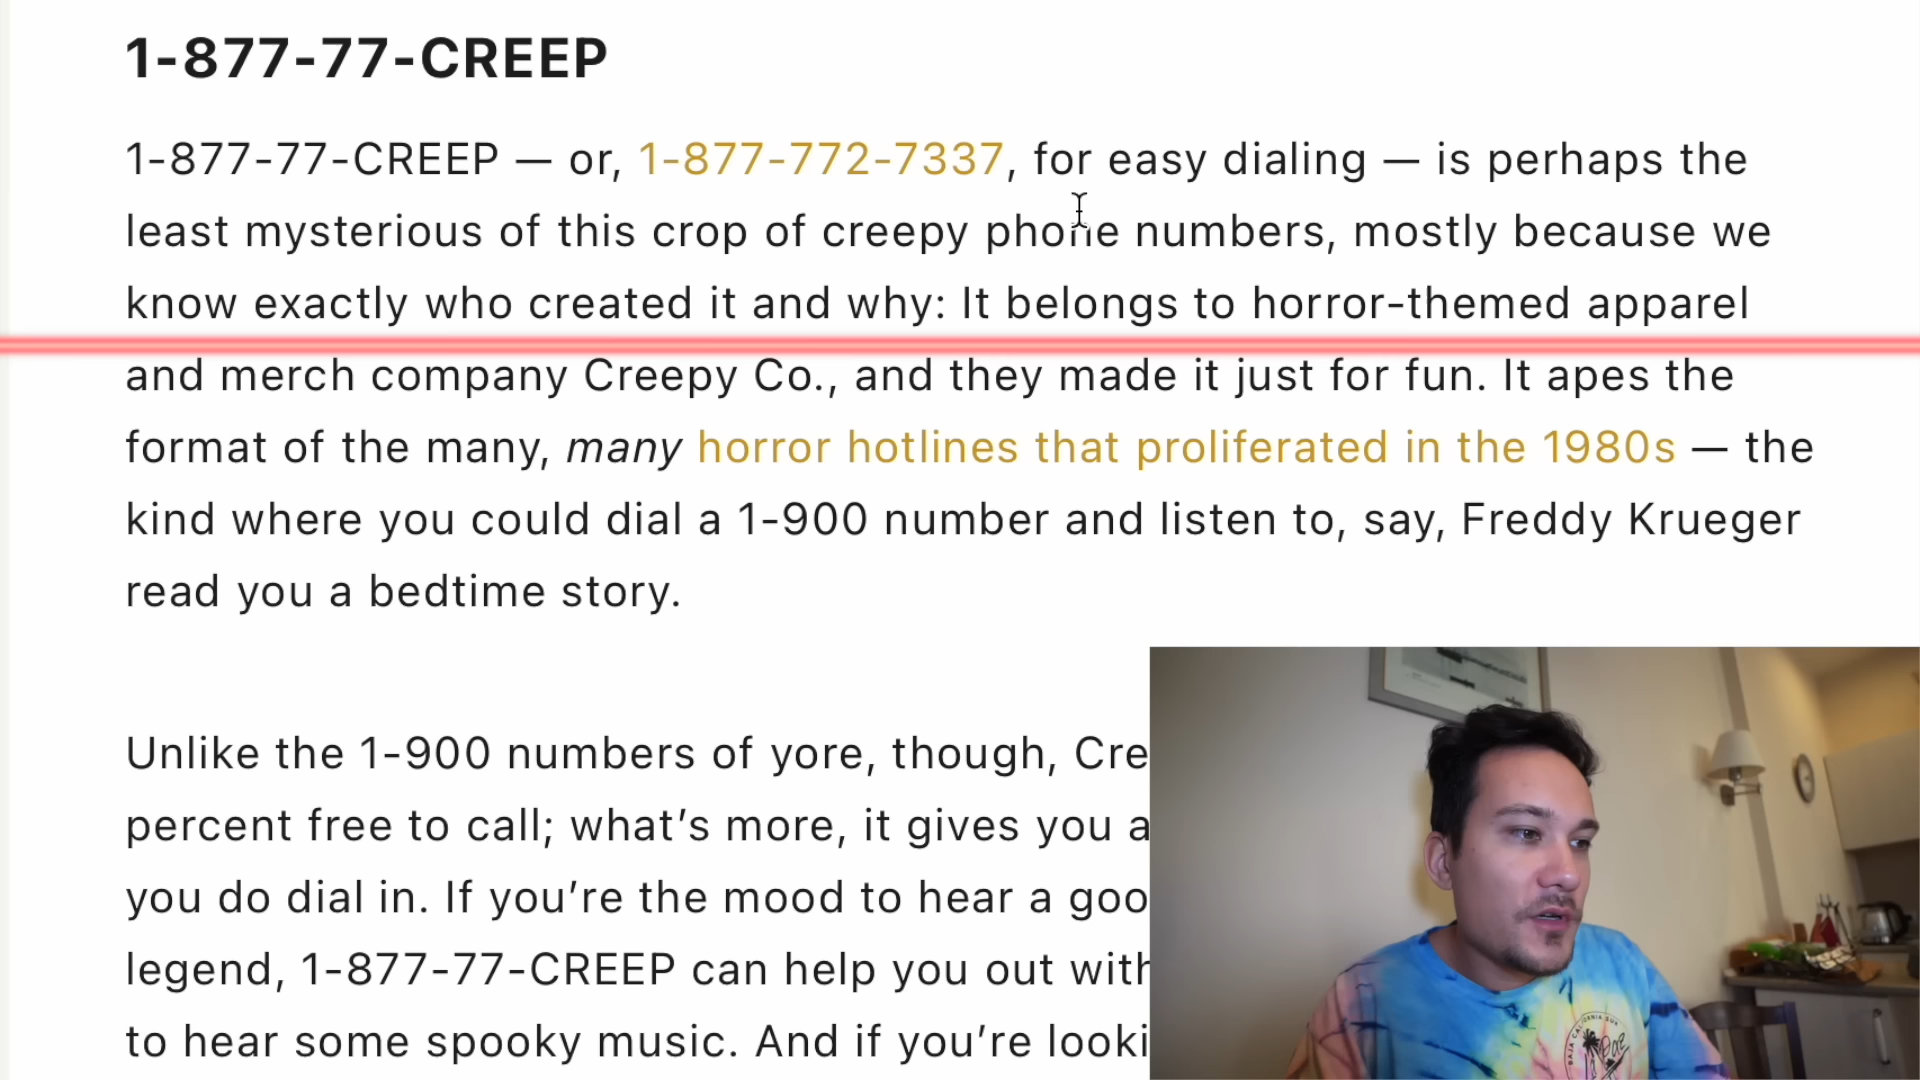 1-877-77-CREEP
1-877-77-CREEP — or, 1-877-772-7337, for easy dialing — is perhaps the
least mysterious of this crop of creepy phone numbers, mostly because we
know exactly who created it and why: It belongs to horror-themed apparel
and merch company Creepy Co., and they made it just for fun. It apes the
format of the many, many horror hotlines that proliferated in the 1980s — the
kind where you could dial a 1-900 number and listen to, say, Freddy Krueger
read you a bedtime story.
Unlike the 1-900 numbers of yore, though, Cre
percent free to call; what’s more, it gives you a
you do dial in. If you’re the mood to hear a goo
legend, 1-877-77-CREEP can help you out with
to hear some spooky music. And if you’re looki